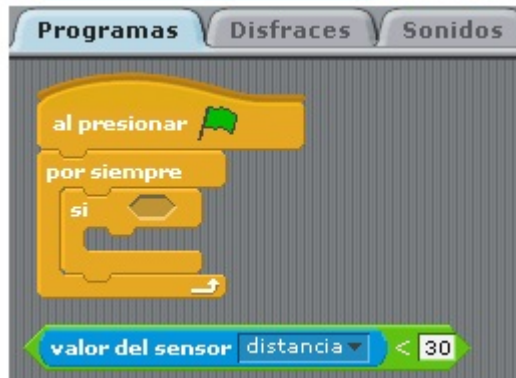 Programas Disfraces Sonidos
al presionar
por siempre
si
valor del sensor distancia < 30